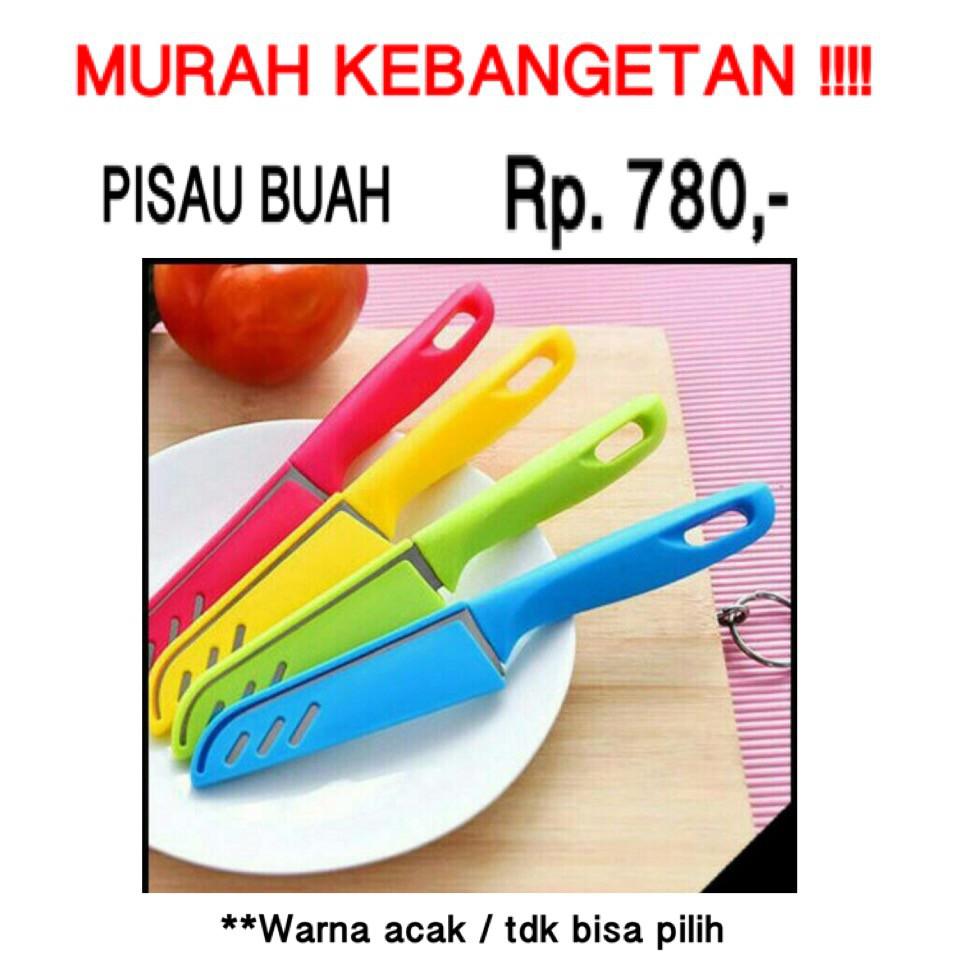 MURAH KEBANGETAN !!!!
PISAU BUAH Rp. 780,-
**Warna acak / tdk bisa pilih